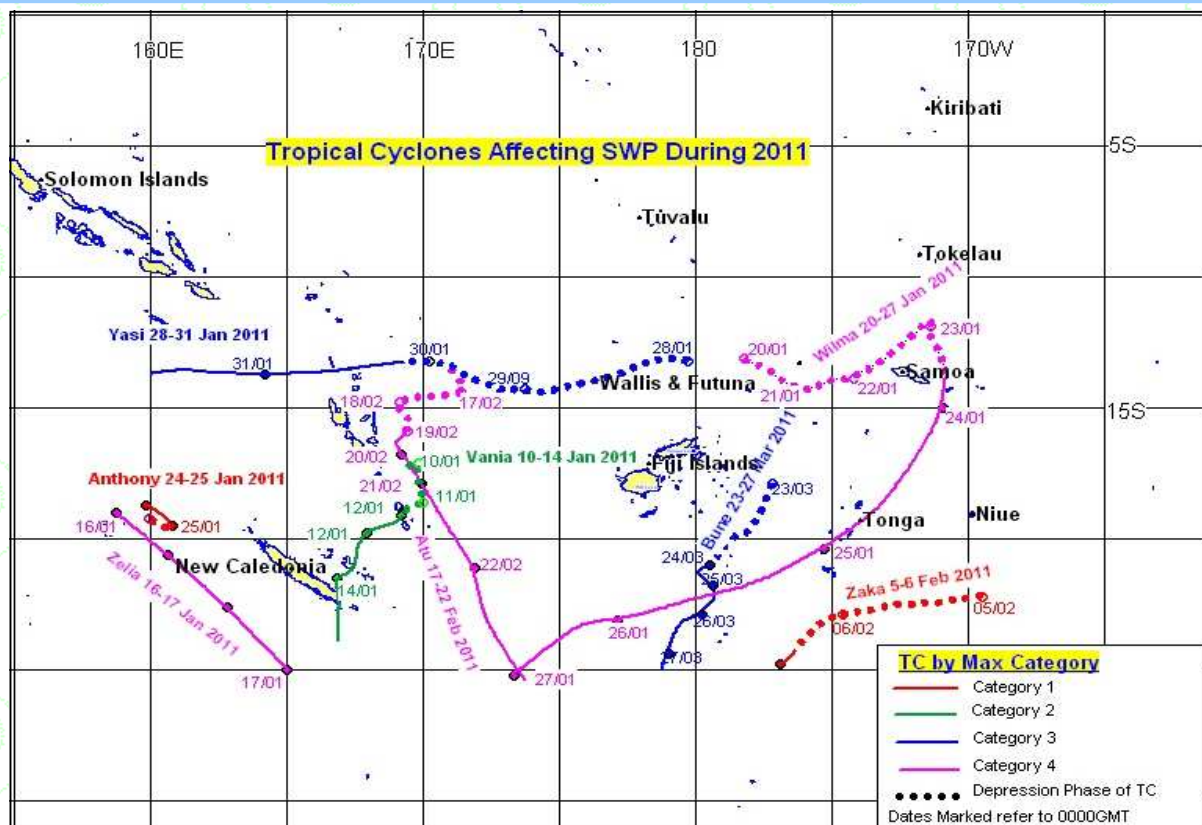 160E
170E
180
170W
Kiribati
Tropical Cyclones Affecting SWP During 2011
5S
Solomon Islands
Tuvalu
Tokelau
Wilma 20-27 Jan 2011
Yasi 28-31 Jan 2011
30/01
28/01
20/01
23/01
31/01
29/09
Wallis & Futuna
21/01
22/01
Samoa
18/02
17/02
24/01
15S
19/02
20/02
10/01
Vania 10-14 Jan 2011
Fiji Islands
Bune 23-27 Mar 2011
Anthony 24-25 Jan 2011
21/02
11/01
23/03
16/01
25/01
12/01
12/01
Tonga
Niue
New Caledonia
Atu 17-22 Feb 2011
22/02
24/03
25/01
Zelia 16-17 Jan 2011
14/01
25/03
Zaka 5-6 Feb 2011
26/01
26/03
06/02
05/02
17/01
27/01
27/03
TC by Max Category
Category 1
Category 2
Category 3
Category 4
Depression Phase of TC
Dates Marked refer to 0000GMT